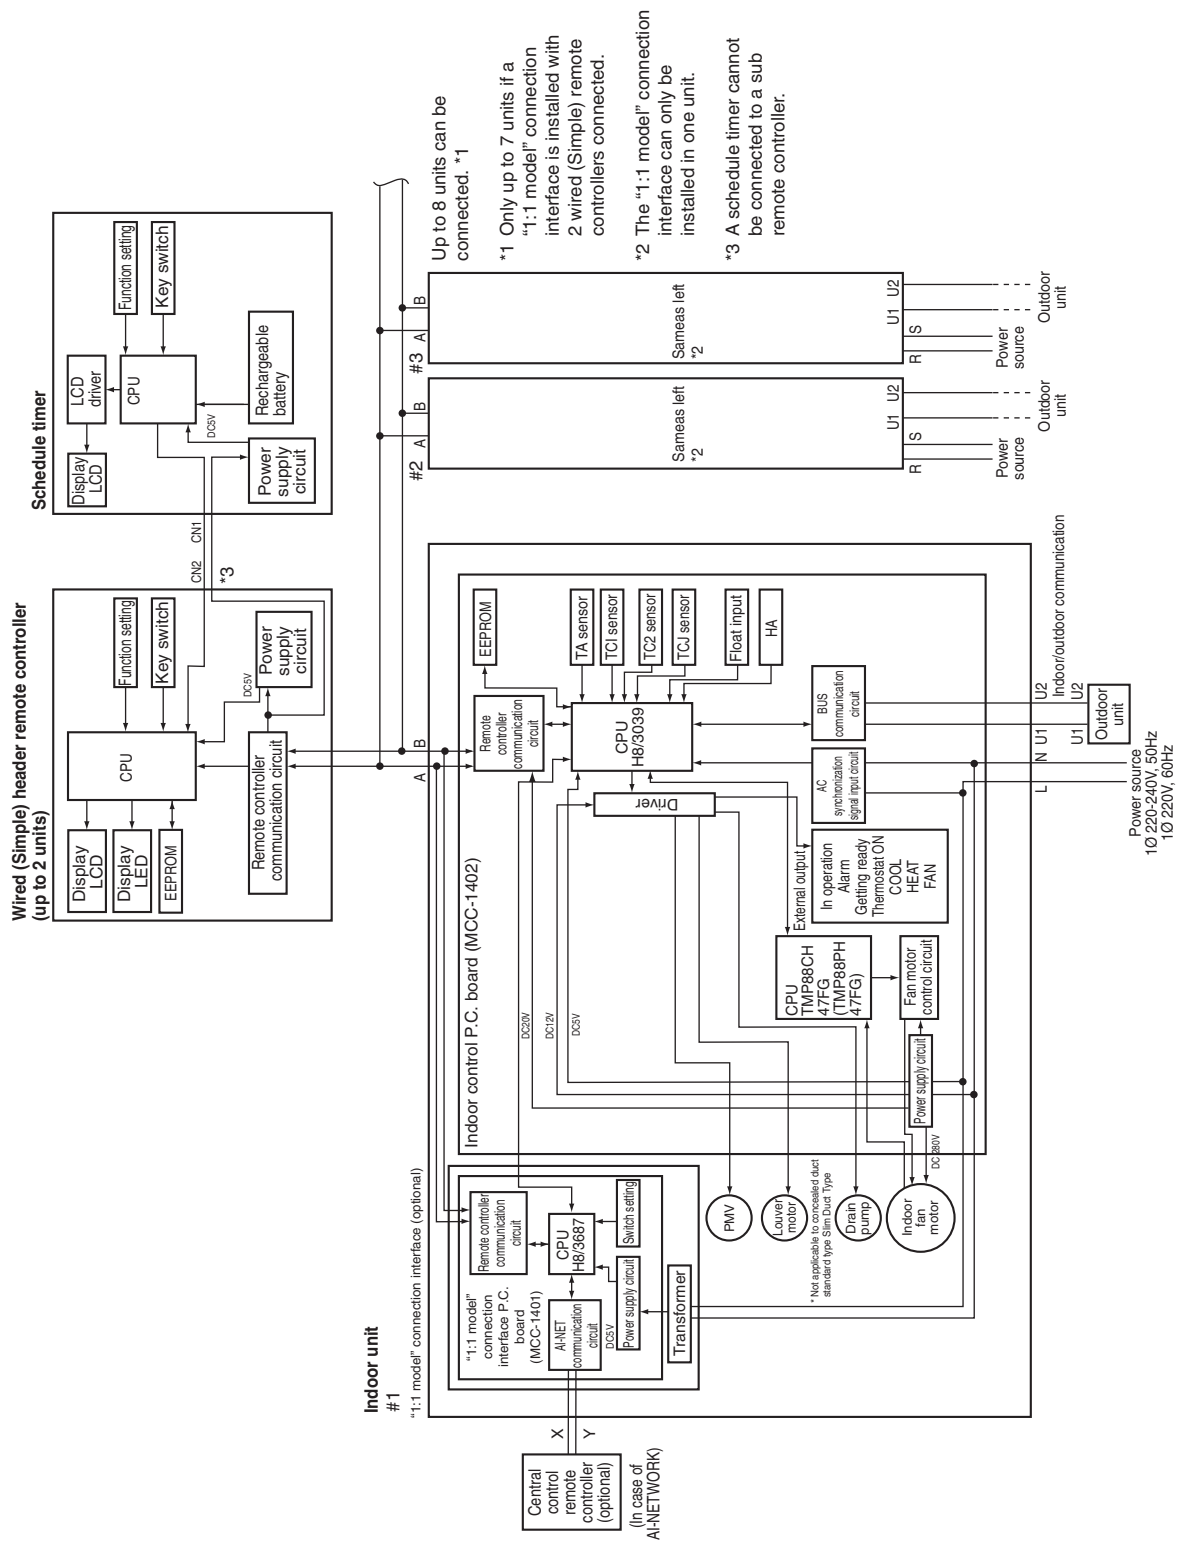 Wired (Simple) header remote controller
(up to 2 units)
Display
LCD
Display
LED
EEPROM
CPU
Function setting
Key switch
Remote controller
communication circuit
DC5V
Power
supply
circuit
CN2
CN1
*3
Schedule timer
Display
LCD
LCD
driver
CPU
Function setting
Key switch
DC5V
Power
supply
circuit
Rechargeable
battery
Indoor unit
#1
"1:1 model" connection interface (optional)
A
B
Central
control
remote
controller
(optional)
(In case of
AI-NETWORK)
X
Y
"1:1 model"
connection
interface P.C.
board
(MCC-1401)
Remote controller
communication
circuit
AI-NET
communication
circuit
CPU
H8/3687
DC5V
Power supply circuit
Switch setting
Transformer
Indoor control P.C. board (MCC-1402)
DC20V
DC12V
DC5V
Remote
controller
communication
circuit
EEPROM
CPU
H8/3039
TA sensor
TCI sensor
TC2 sensor
TCJ sensor
Float input
HA
Driver
PMV
Louver
motor
* Not applicable to concealed duct
standard type Slim Duct Type
Drain
pump
Indoor
fan
motor
DC 280V
Power supply circuit
Fan motor
control circuit
CPU
TMP88CH
47FG
(TMP88PH
47FG)
External output
In operation
Alarm
Getting ready
Thermostat ON
COOL
HEAT
FAN
AC
synchronization
signal input circuit
BUS
communication
circuit
L
N
U1
U2
Indoor/outdoor communication
U1
U2
Outdoor
unit
Power source
1Ø 220-240V, 50Hz
1Ø 220V, 60Hz
#2
A
B
Sameas left
*2
R
S
U1
U2
Power
source
Outdoor
unit
#3
A
B
Sameas left
*2
R
S
U1
U2
Power
source
Outdoor
unit
Up to 8 units can be
connected. *1
*1 Only up to 7 units if a
"1:1 model" connection
interface is installed with
2 wired (Simple) remote
controllers connected.
*2 The "1:1 model" connection
interface can only be
installed in one unit.
*3 A schedule timer cannot
be connected to a sub
remote controller.